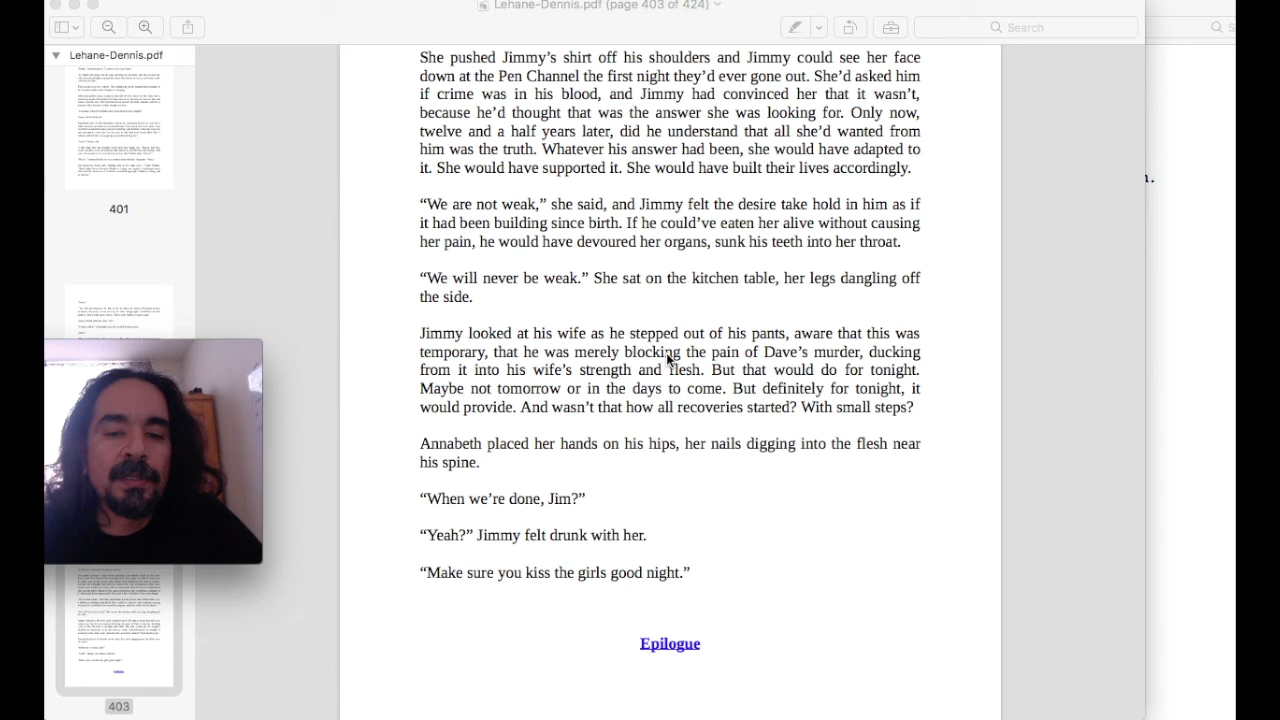 Lehane-Dennis.pdf (page 403 of 424)
Search
Lehane-Dennis.pdf
She pushed Jimmy’s shirt off his shoulders and Jimmy could see her face
down at the Pen Channel the first night they’d ever gone out. She’d asked him
if crime was in his blood, and Jimmy had convinced her that it wasn’t,
because he’d thought that was the answer she was looking for. Only now,
twelve and a half years later, did he understand that all she’d wanted from
him was the truth. Whatever his answer had been, she would have adapted to
it. She would have supported it. She would have built their lives accordingly.
“We are not weak,” she said, and Jimmy felt the desire take hold in him as if
it had been building since birth. If he could’ve eaten her alive without causing
her pain, he would have devoured her organs, sunk his teeth into her throat.
“We will never be weak.” She sat on the kitchen table, her legs dangling off
the side.
Jimmy looked at his wife as he stepped out of his pants, aware that this was
temporary, that he was merely blocking the pain of Dave’s murder, ducking
from it into his wife’s strength and flesh. But that would do for tonight.
Maybe not tomorrow or in the days to come. But definitely for tonight, it
would provide. And wasn’t that how all recoveries started? With small steps?
Annabeth placed her hands on his hips, her nails digging into the flesh near
his spine.
“When we’re done, Jim?”
“Yeah?” Jimmy felt drunk with her.
“Make sure you kiss the girls good night.”
Epilogue
401
403